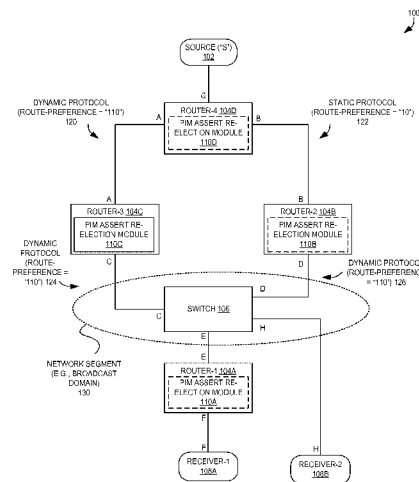 100
SOURCE ("S")
102
G
DYNAMIC PROTOCOL
(ROUTE-PREFERENCE = "110")
120
A
ROUTER-4 104D
PIM ASSERT RE-
ELECTION MODULE
110D
B
STATIC PROTOCOL
(ROUTE-PREFERENCE = "10")
122
A
ROUTER-3 104C
PIM ASSERT RE-
ELECTION MODULE
110C
C
B
ROUTER-2 104B
PIM ASSERT RE-
ELECTION MODULE
110B
D
DYNAMIC
PROTOCOL
(ROUTE-
PREFERENCE =
"110") 124
DYNAMIC PROTOCOL
(ROUTE-PREFERENCE
= "110") 126
C
SWITCH 106
D
H
E
NETWORK SEGMENT
(E.G., BROADCAST
DOMAIN)
130
E
ROUTER-1 104A
PIM ASSERT RE-
ELECTION MODULE
110A
F
F
RECEIVER-1
108A
H
RECEIVER-2
108B